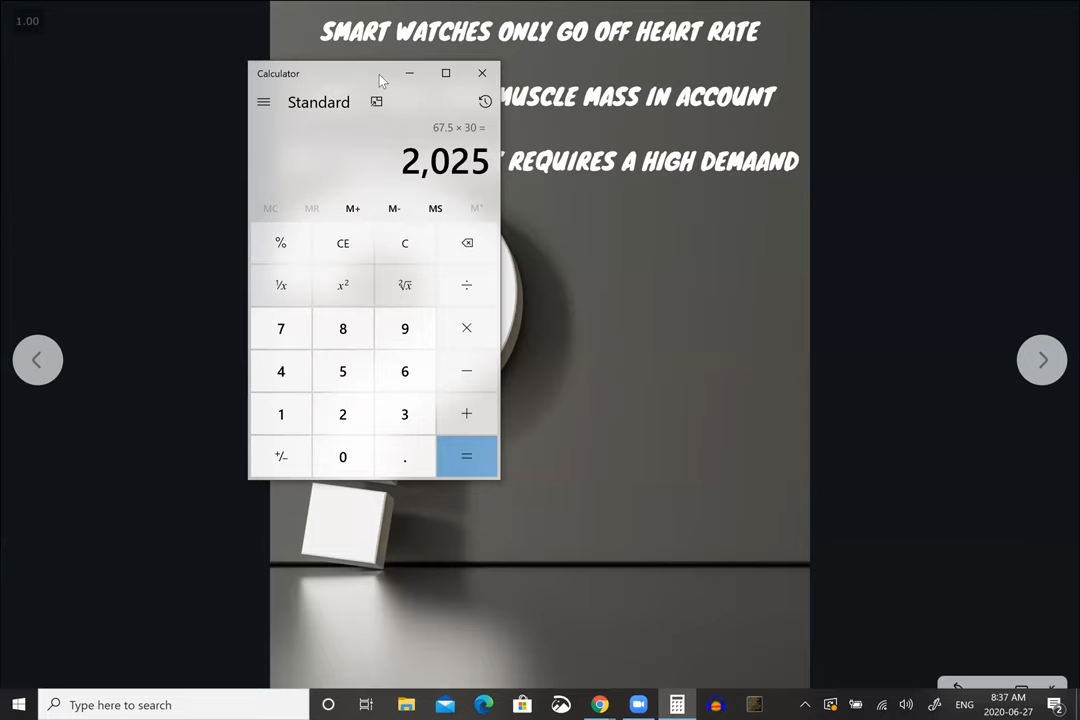 1.00
SMART WATCHES ONLY GO OFF HEART RATE
Calculator
MUSCLE MASS IN ACCOUNT
Standard
67.5 × 30 =
2,025
REQUIRES A HIGH DEMAAND
MC MR M+ M- MS M˅
% CE C
¹/x x² ²√x ÷
7 8 9 ×
4 5 6 −
1 2 3 +
+/− 0 . =
Type here to search
ENG
8:37 AM
2020-06-27
2